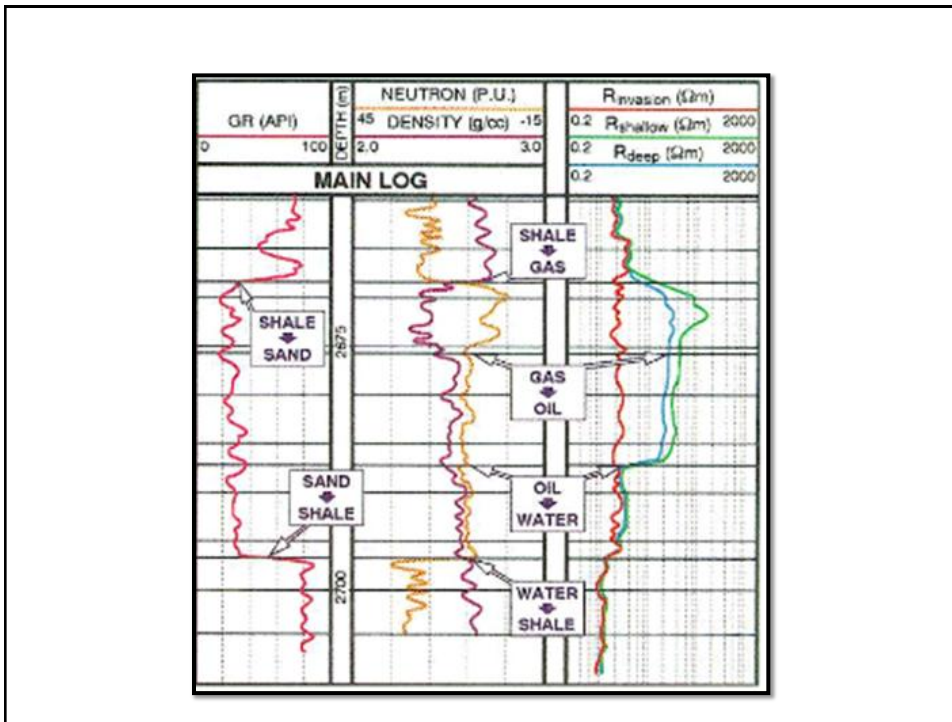 GR (API)
0 100
DEPTH (m)
NEUTRON (P.U.)
45 DENSITY (g/cc) -15
2.0 3.0
Rinvasion (Ωm)
0.2 Rshallow (Ωm) 2000
0.2 Rdeep (Ωm) 2000
0.2 2000
MAIN LOG
SHALE
GAS
SHALE
SAND
2675
GAS
OIL
SAND
SHALE
OIL
WATER
2700
WATER
SHALE